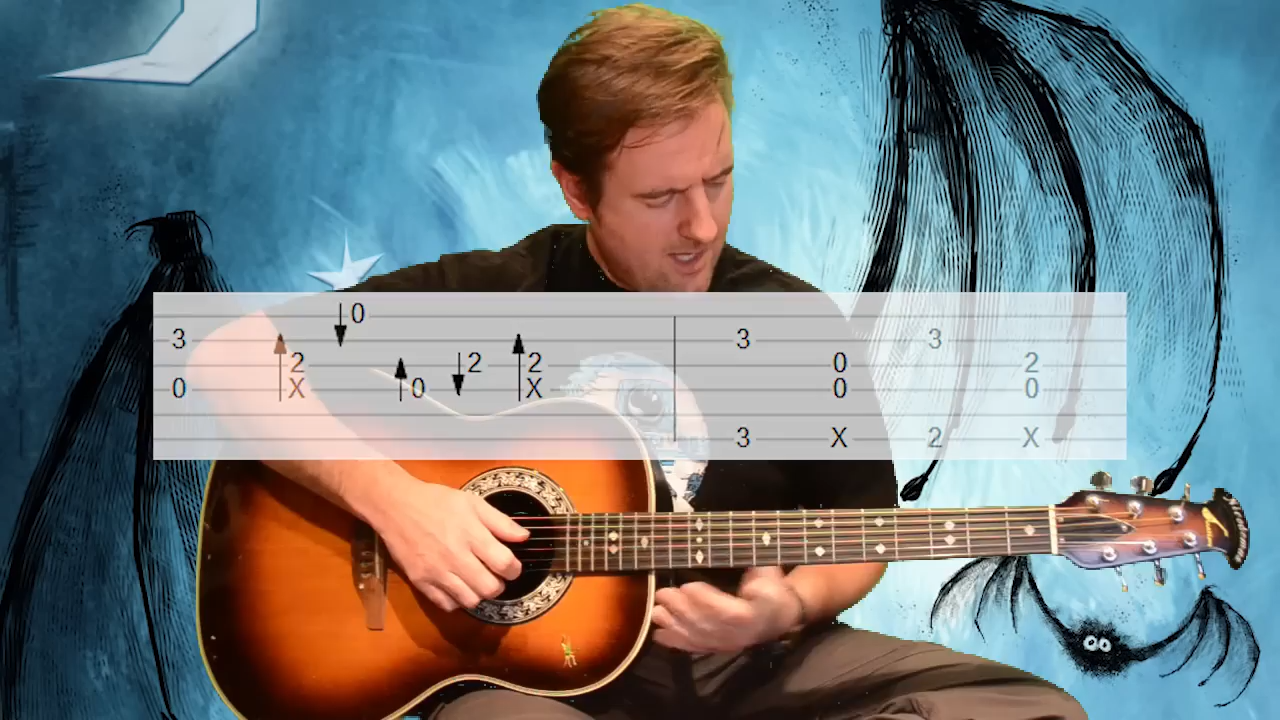 0
3 3 3
2 2 2 0 2
0 X 0 X 0 0
3 X 2 X